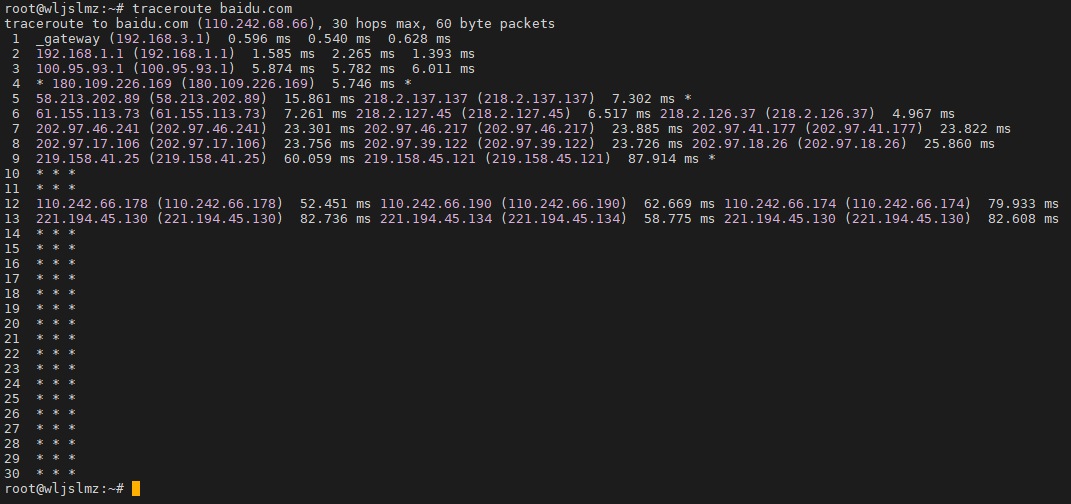 root@wljslmz:~# traceroute baidu.com
traceroute to baidu.com (110.242.68.66), 30 hops max, 60 byte packets
 1  _gateway (192.168.3.1)  0.596 ms  0.540 ms  0.628 ms
 2  192.168.1.1 (192.168.1.1)  1.585 ms  2.265 ms  1.393 ms
 3  100.95.93.1 (100.95.93.1)  5.874 ms  5.782 ms  6.011 ms
 4  * 180.109.226.169 (180.109.226.169)  5.746 ms *
 5  58.213.202.89 (58.213.202.89)  15.861 ms 218.2.137.137 (218.2.137.137)  7.302 ms *
 6  61.155.113.73 (61.155.113.73)  7.261 ms 218.2.127.45 (218.2.127.45)  6.517 ms 218.2.126.37 (218.2.126.37)  4.967 ms
 7  202.97.46.241 (202.97.46.241)  23.301 ms 202.97.46.217 (202.97.46.217)  23.885 ms 202.97.41.177 (202.97.41.177)  23.822 ms
 8  202.97.17.106 (202.97.17.106)  23.756 ms 202.97.39.122 (202.97.39.122)  23.726 ms 202.97.18.26 (202.97.18.26)  25.860 ms
 9  219.158.41.25 (219.158.41.25)  60.059 ms 219.158.45.121 (219.158.45.121)  87.914 ms *
10  * * *
11  * * *
12  110.242.66.178 (110.242.66.178)  52.451 ms 110.242.66.190 (110.242.66.190)  62.669 ms 110.242.66.174 (110.242.66.174)  79.933 ms
13  221.194.45.130 (221.194.45.130)  82.736 ms 221.194.45.134 (221.194.45.134)  58.775 ms 221.194.45.130 (221.194.45.130)  82.608 ms
14  * * *
15  * * *
16  * * *
17  * * *
18  * * *
19  * * *
20  * * *
21  * * *
22  * * *
23  * * *
24  * * *
25  * * *
26  * * *
27  * * *
28  * * *
29  * * *
30  * * *
root@wljslmz:~#